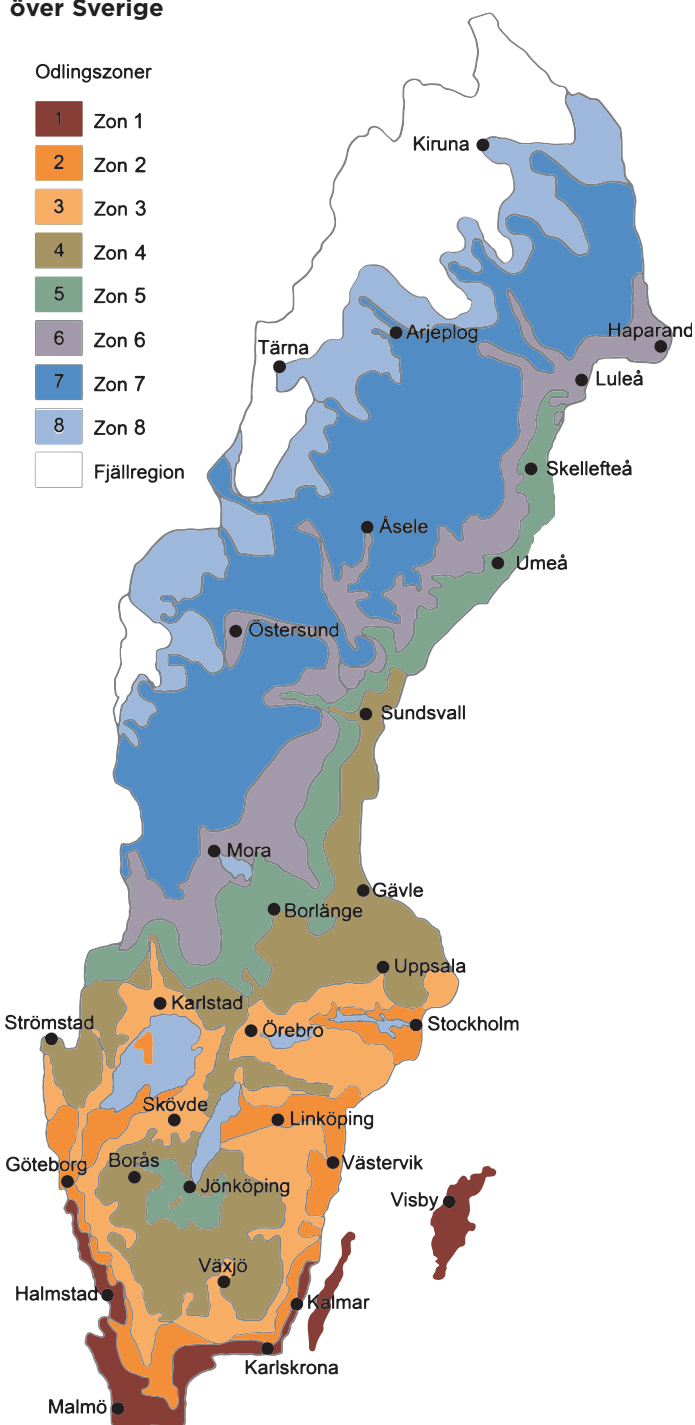 över Sverige
Odlingszoner
1 Zon 1
2 Zon 2
3 Zon 3
4 Zon 4
5 Zon 5
6 Zon 6
7 Zon 7
8 Zon 8
Fjällregion
Kiruna
Arjeplog
Haparand
Tärna
Luleå
Skellefteå
Åsele
Umeå
Östersund
Sundsvall
Mora
Gävle
Borlänge
Uppsala
Karlstad
Strömstad
Örebro
Stockholm
Skövde
Linköping
Göteborg
Borås
Västervik
Jönköping
Visby
Växjö
Halmstad
Kalmar
Karlskrona
Malmö